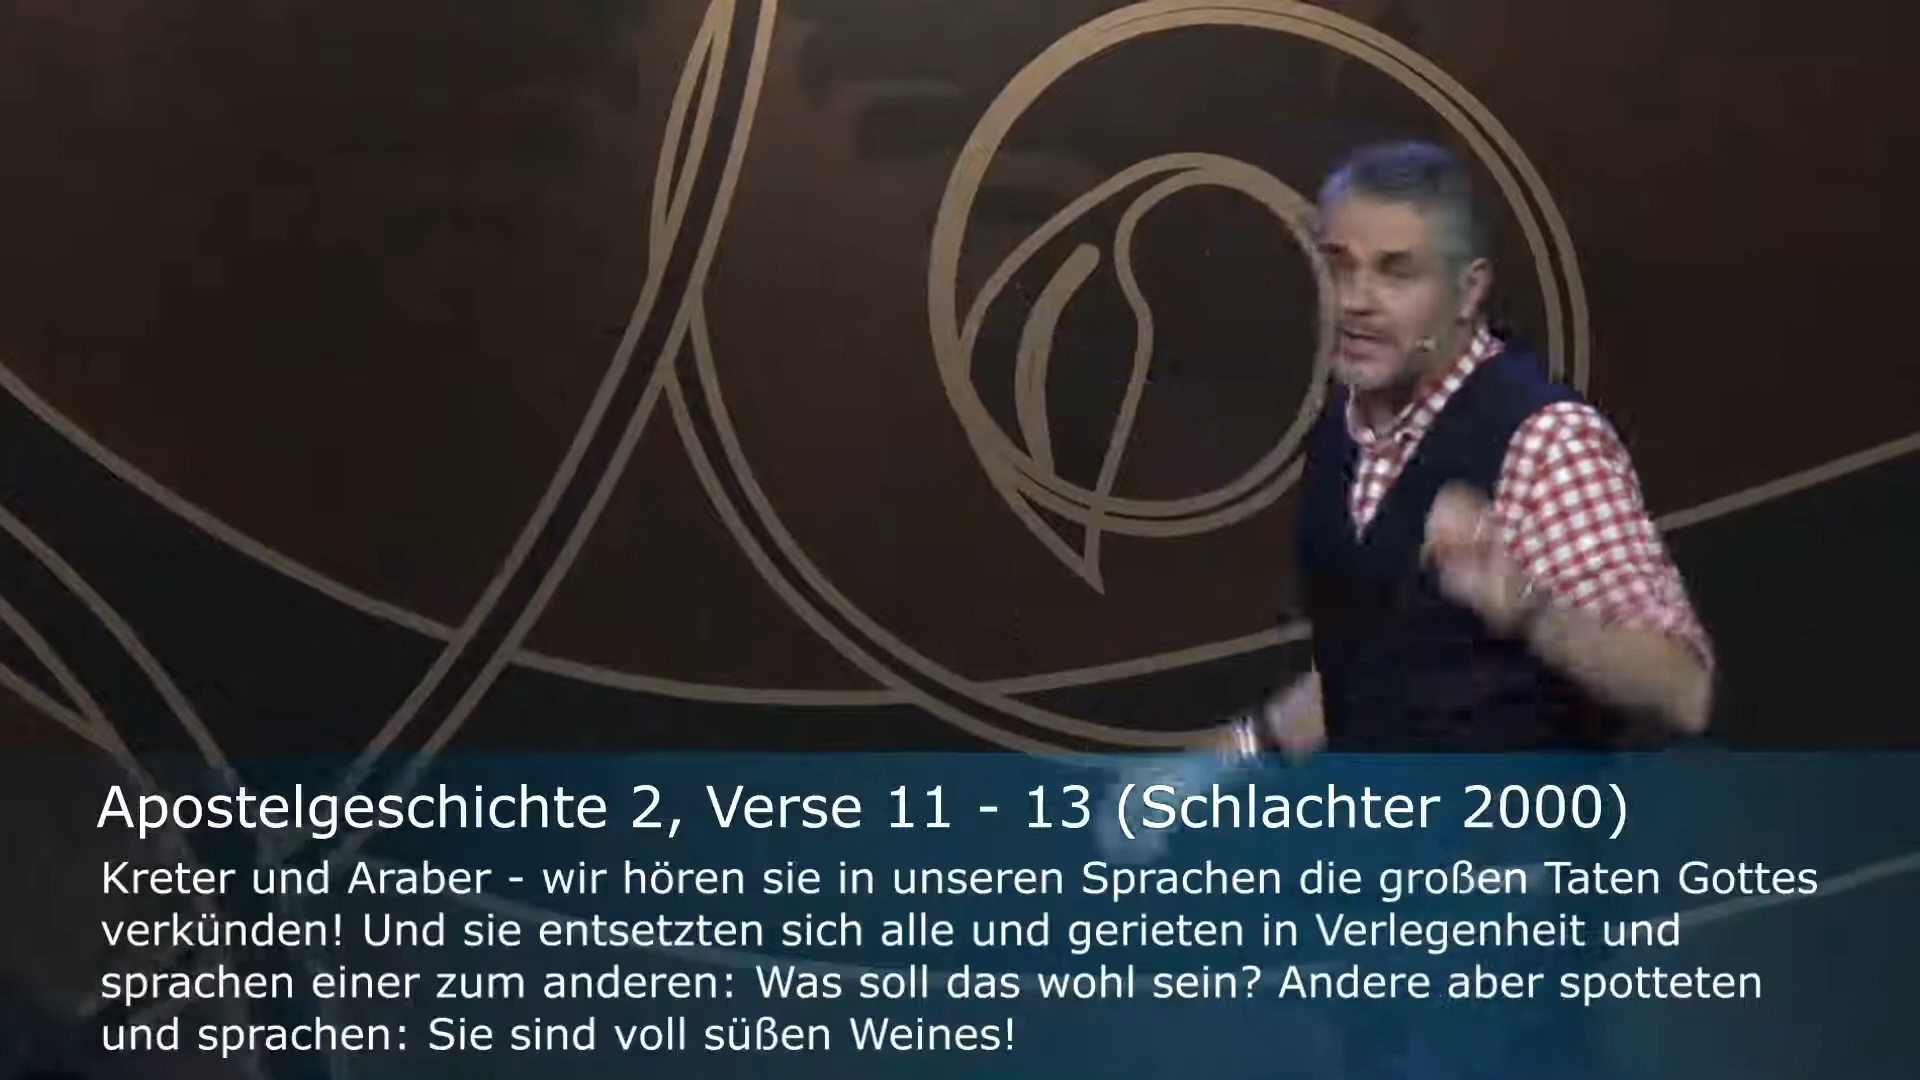 Apostelgeschichte 2, Verse 11 - 13 (Schlachter 2000)
Kreter und Araber - wir hören sie in unseren Sprachen die großen Taten Gottes
verkünden! Und sie entsetzten sich alle und gerieten in Verlegenheit und
sprachen einer zum anderen: Was soll das wohl sein? Andere aber spotteten
und sprachen: Sie sind voll süßen Weines!